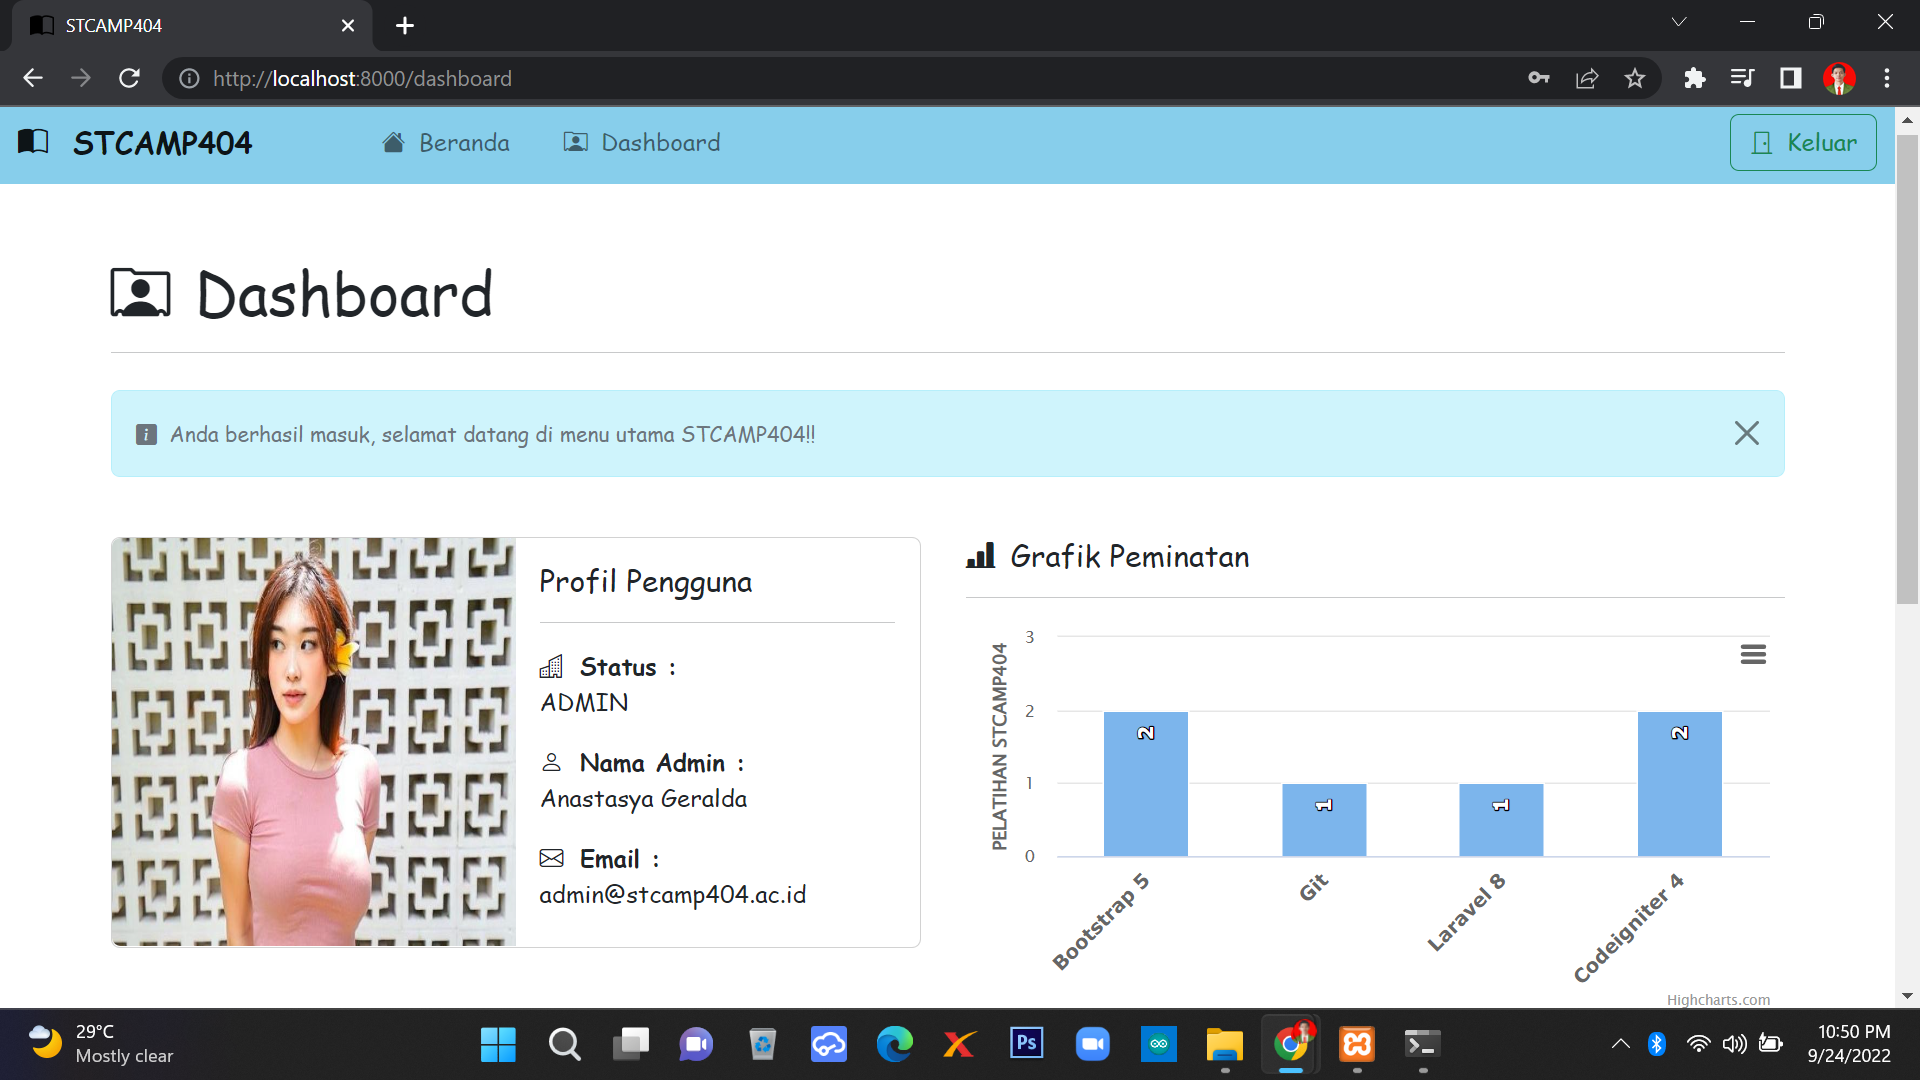 STCAMP404
http://localhost:8000/dashboard
STCAMP404
Beranda
Dashboard
Keluar
Dashboard
Anda berhasil masuk, selamat datang di menu utama STCAMP404!!
Profil Pengguna
Status :
ADMIN
Nama Admin :
Anastasya Geralda
Email :
admin@stcamp404.ac.id
Grafik Peminatan
PELATIHAN STCAMP404
3
2
1
0
2
1
1
2
Bootstrap 5
Git
Laravel 8
Codeigniter 4
Highcharts.com
29°C
Mostly clear
Ps
10:50 PM
9/24/2022